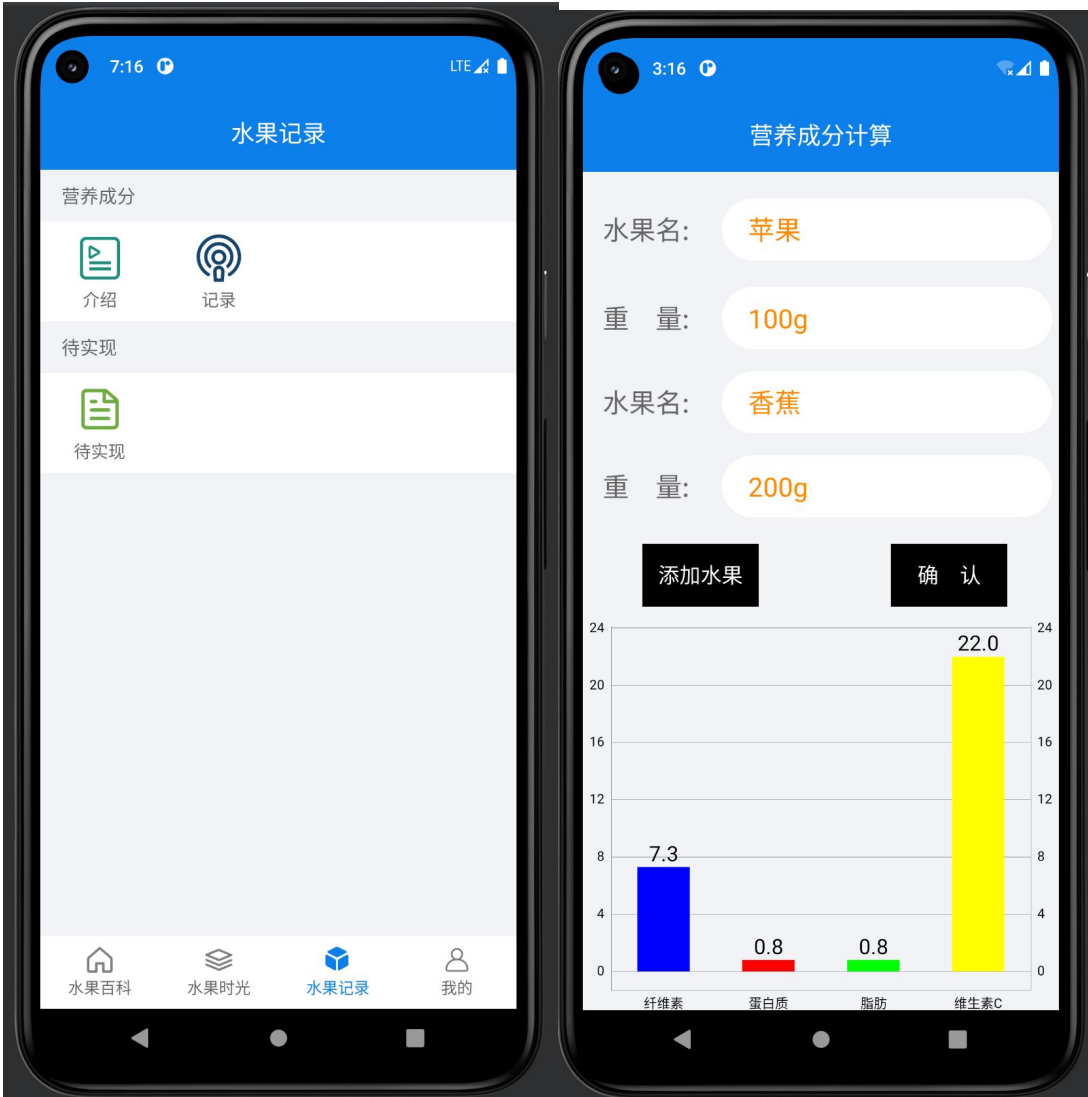 7:16
LTE
水果记录
营养成分
介绍 记录
待实现
待实现
水果百科 水果时光 水果记录 我的
3:16
营养成分计算
水果名: 苹果
重 量: 100g
水果名: 香蕉
重 量: 200g
添加水果 确 认
24 24
22.0
20 20
16 16
12 12
7.3
8 8
4 4
0.8 0.8
0 0
纤维素 蛋白质 脂肪 维生素C